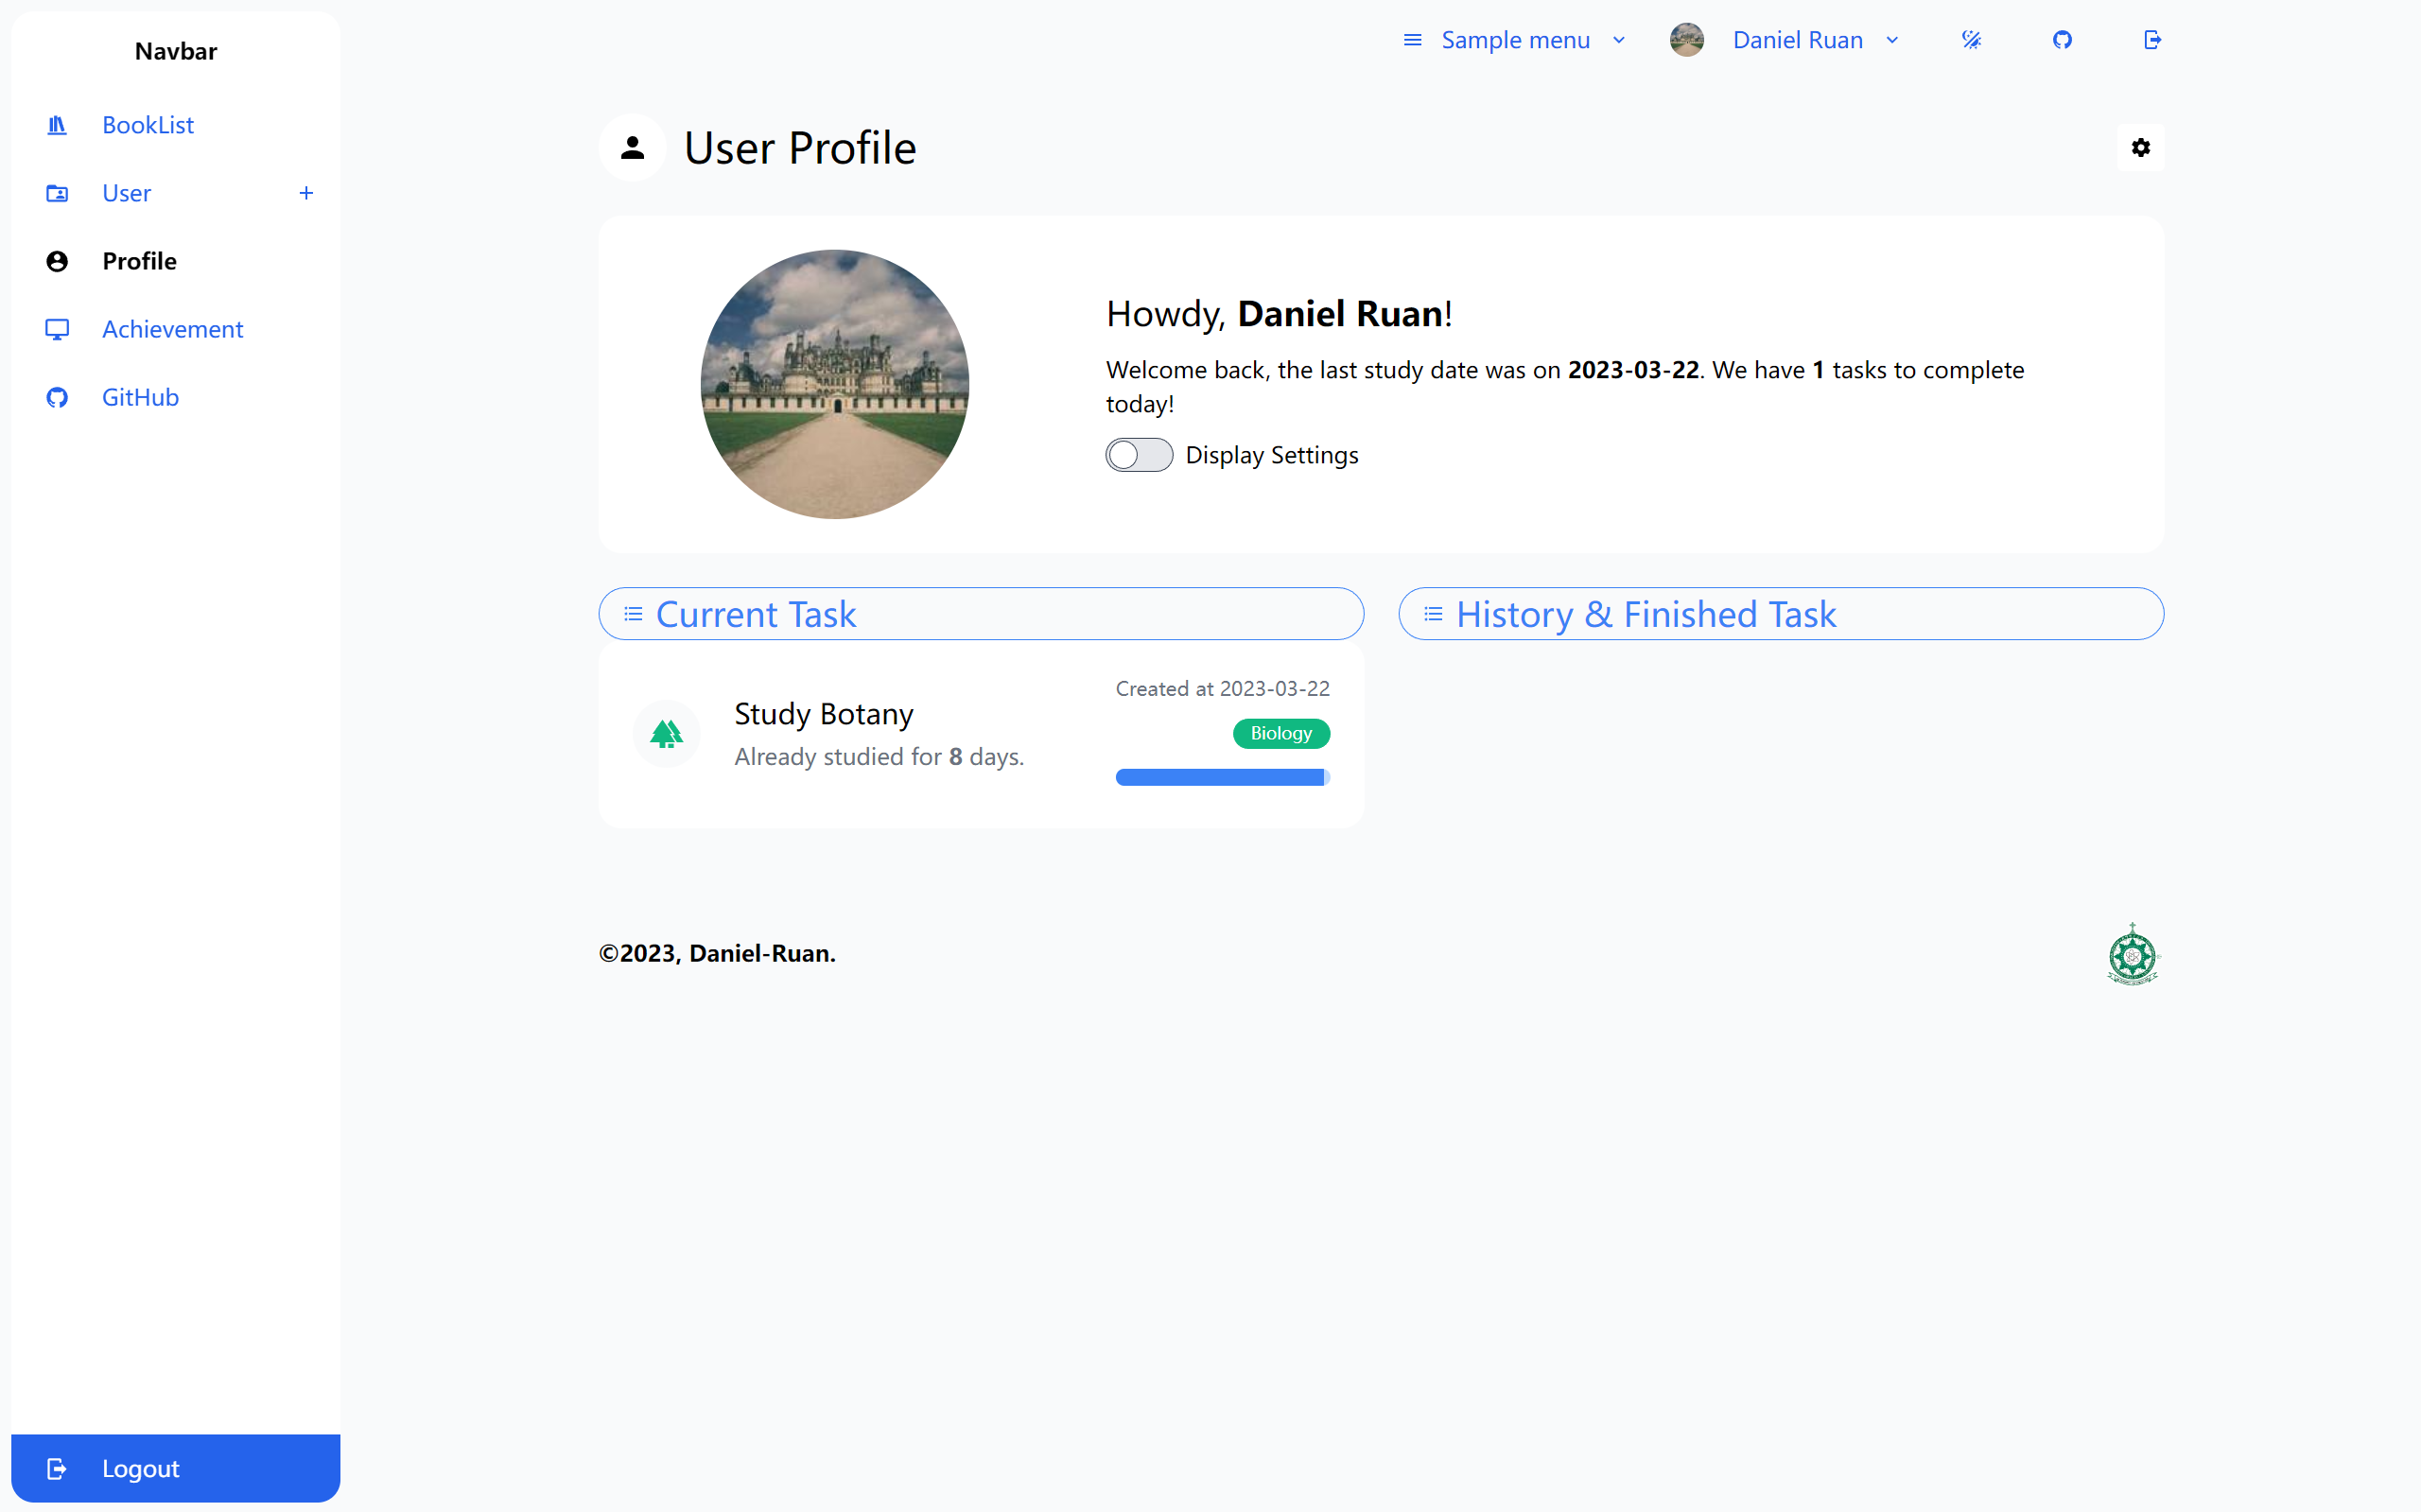 Navbar
BookList
User
Profile
Achievement
GitHub
Logout
Sample menu
Daniel Ruan
User Profile
Howdy, Daniel Ruan!
Welcome back, the last study date was on 2023-03-22. We have 1 tasks to complete
today!
Display Settings
Current Task
Study Botany
Already studied for 8 days.
Created at 2023-03-22
Biology
History & Finished Task
©2023, Daniel-Ruan.